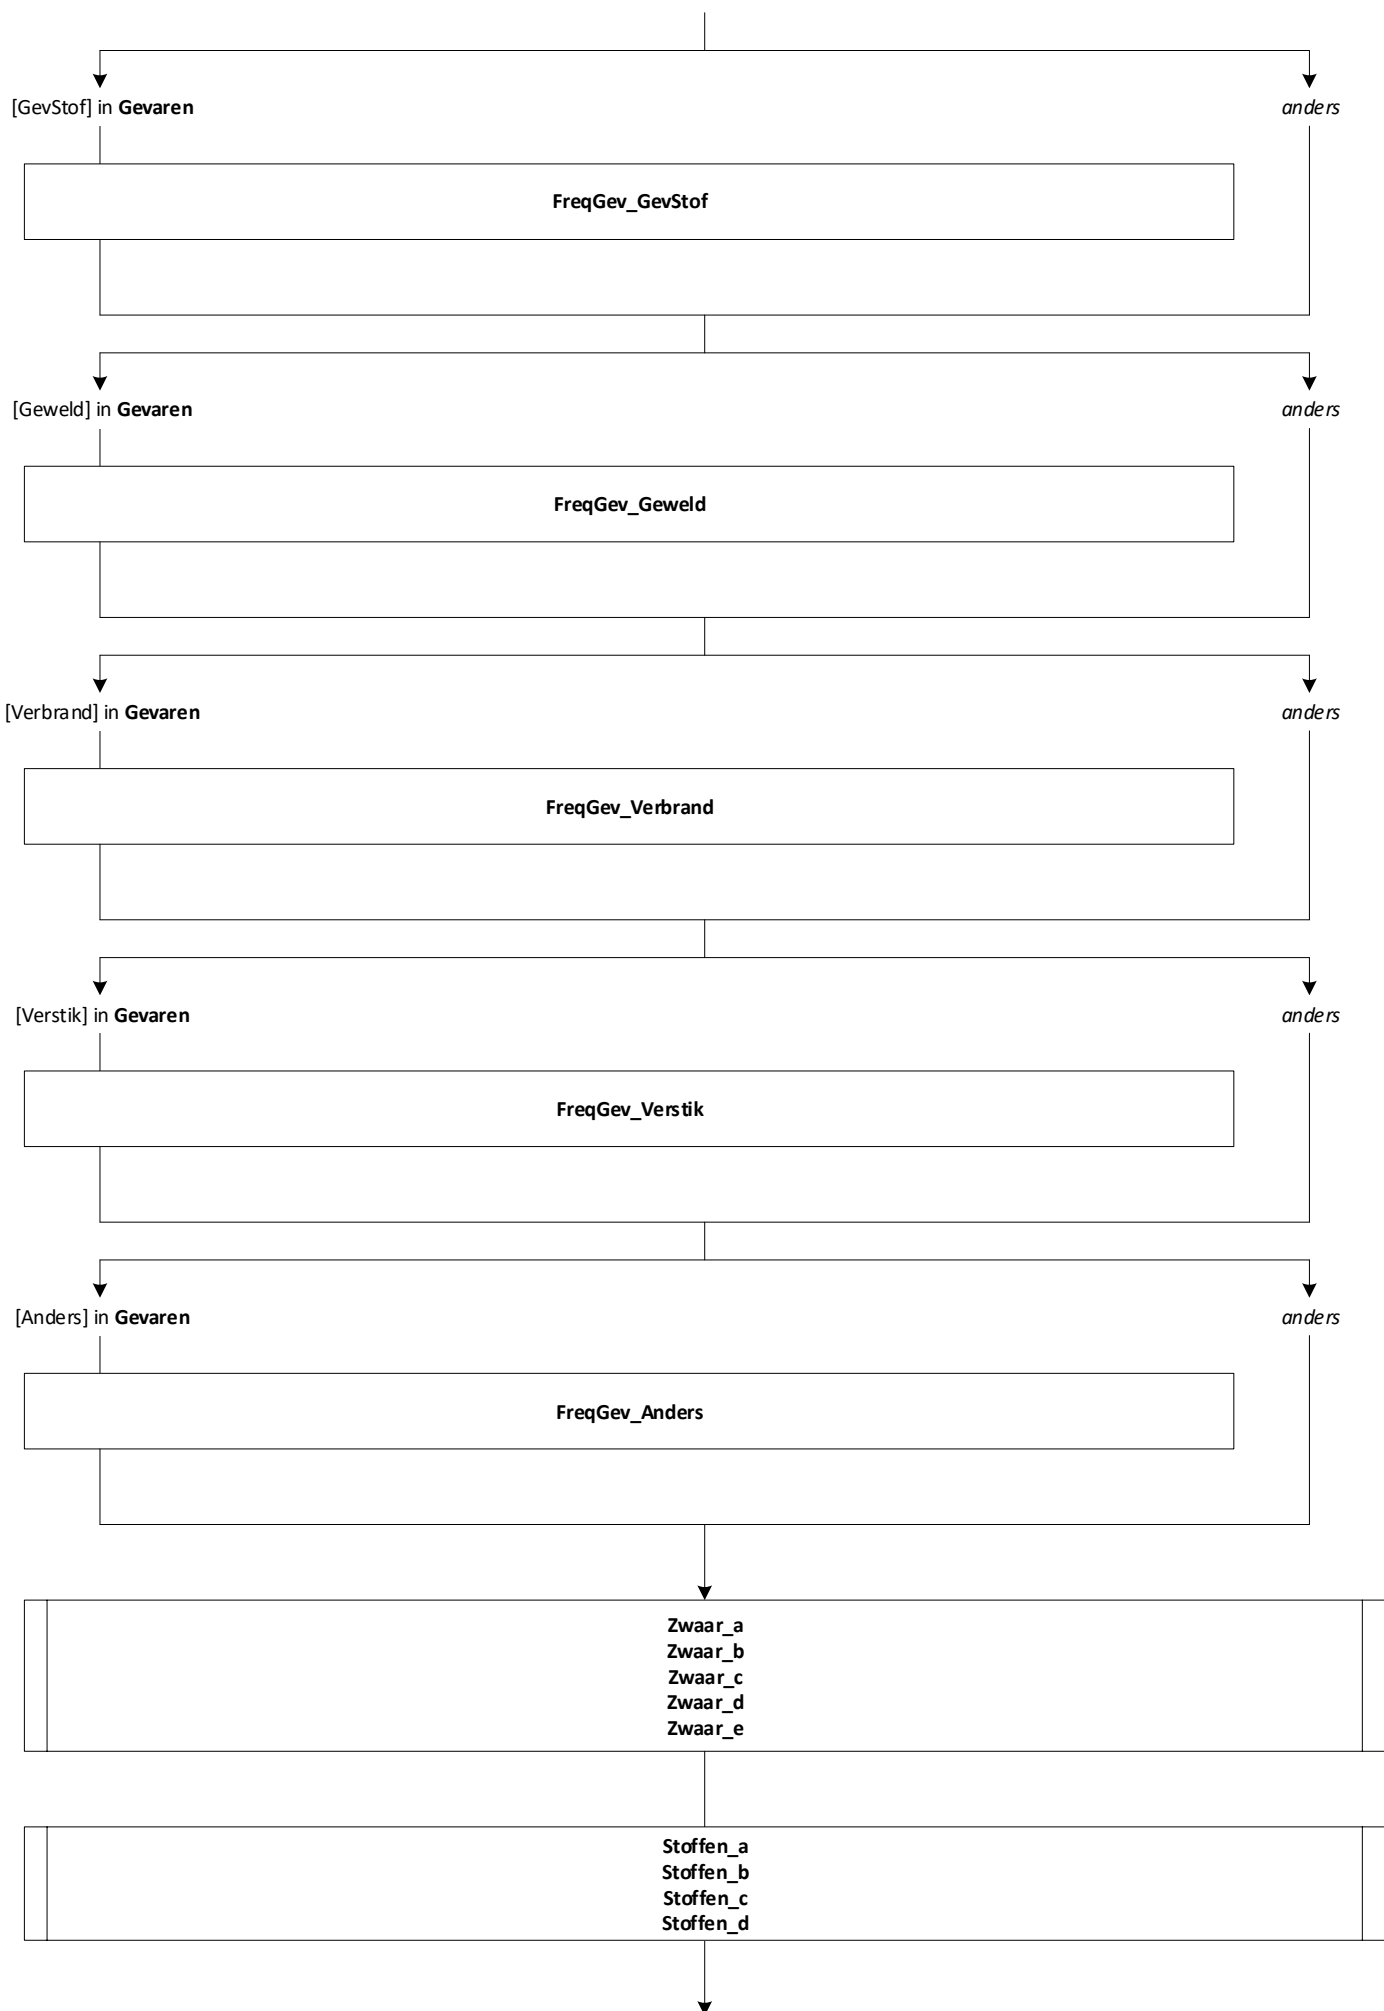 [GevStof] in Gevaren
anders
FreqGev_GevStof
[Geweld] in Gevaren
anders
FreqGev_Geweld
[Verbrand] in Gevaren
anders
FreqGev_Verbrand
[Verstik] in Gevaren
anders
FreqGev_Verstik
[Anders] in Gevaren
anders
FreqGev_Anders
Zwaar_a
Zwaar_b
Zwaar_c
Zwaar_d
Zwaar_e
Stoffen_a
Stoffen_b
Stoffen_c
Stoffen_d